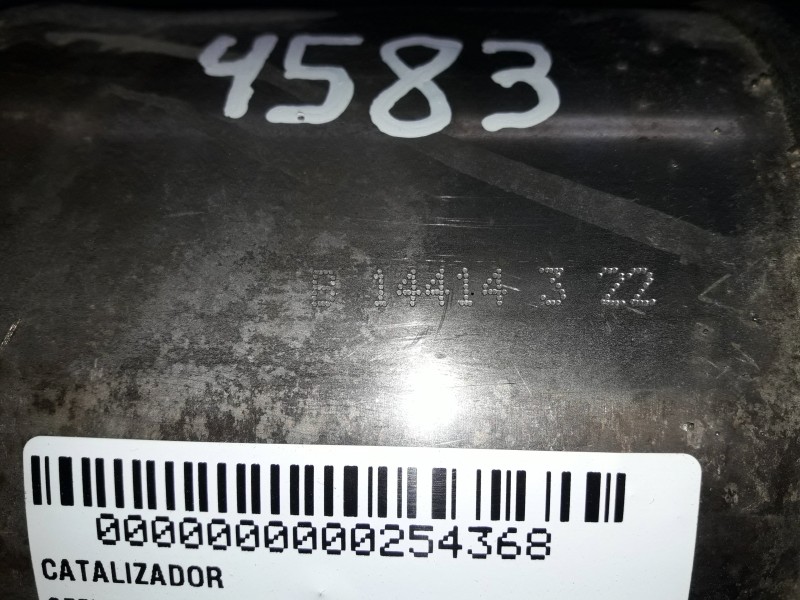 4583
B 14414 3 22
0000000000254368
CATALIZADOR